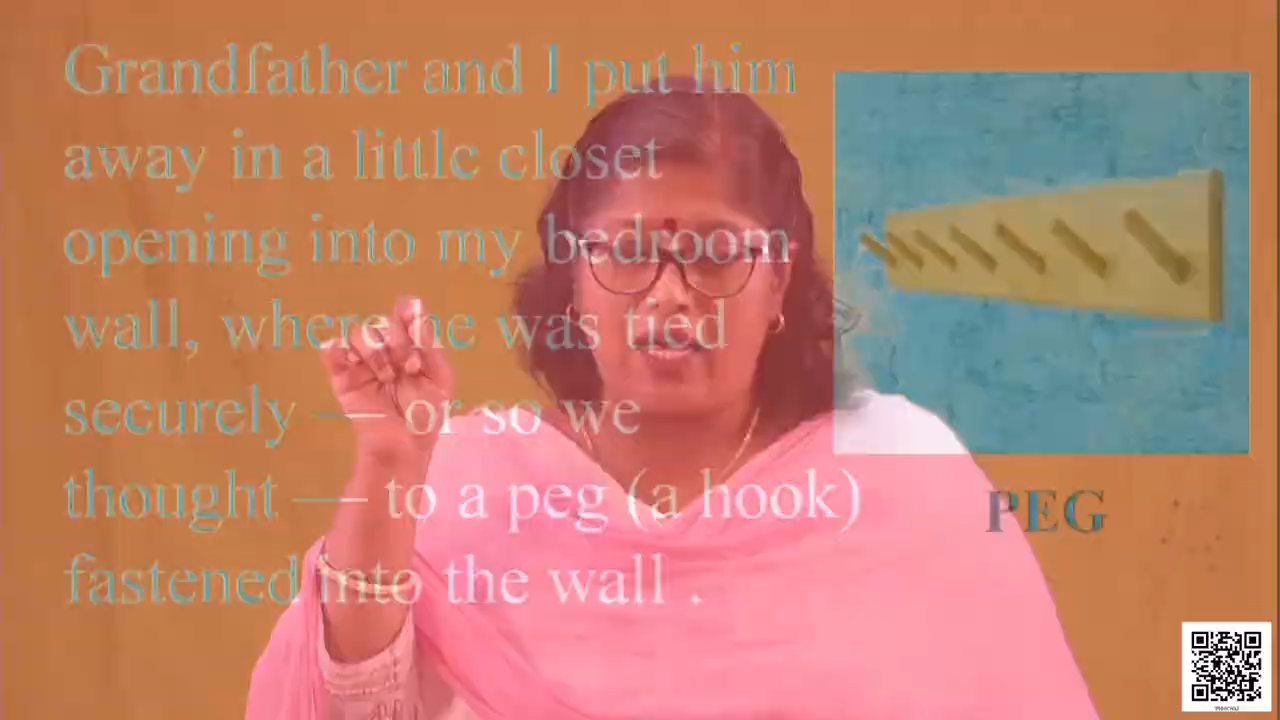 Grandfather and I put him
away in a little closet
opening into my bedroom
wall, where he was tied
securely — or so we
thought — to a peg (a hook)
fastened into the wall .
PEG